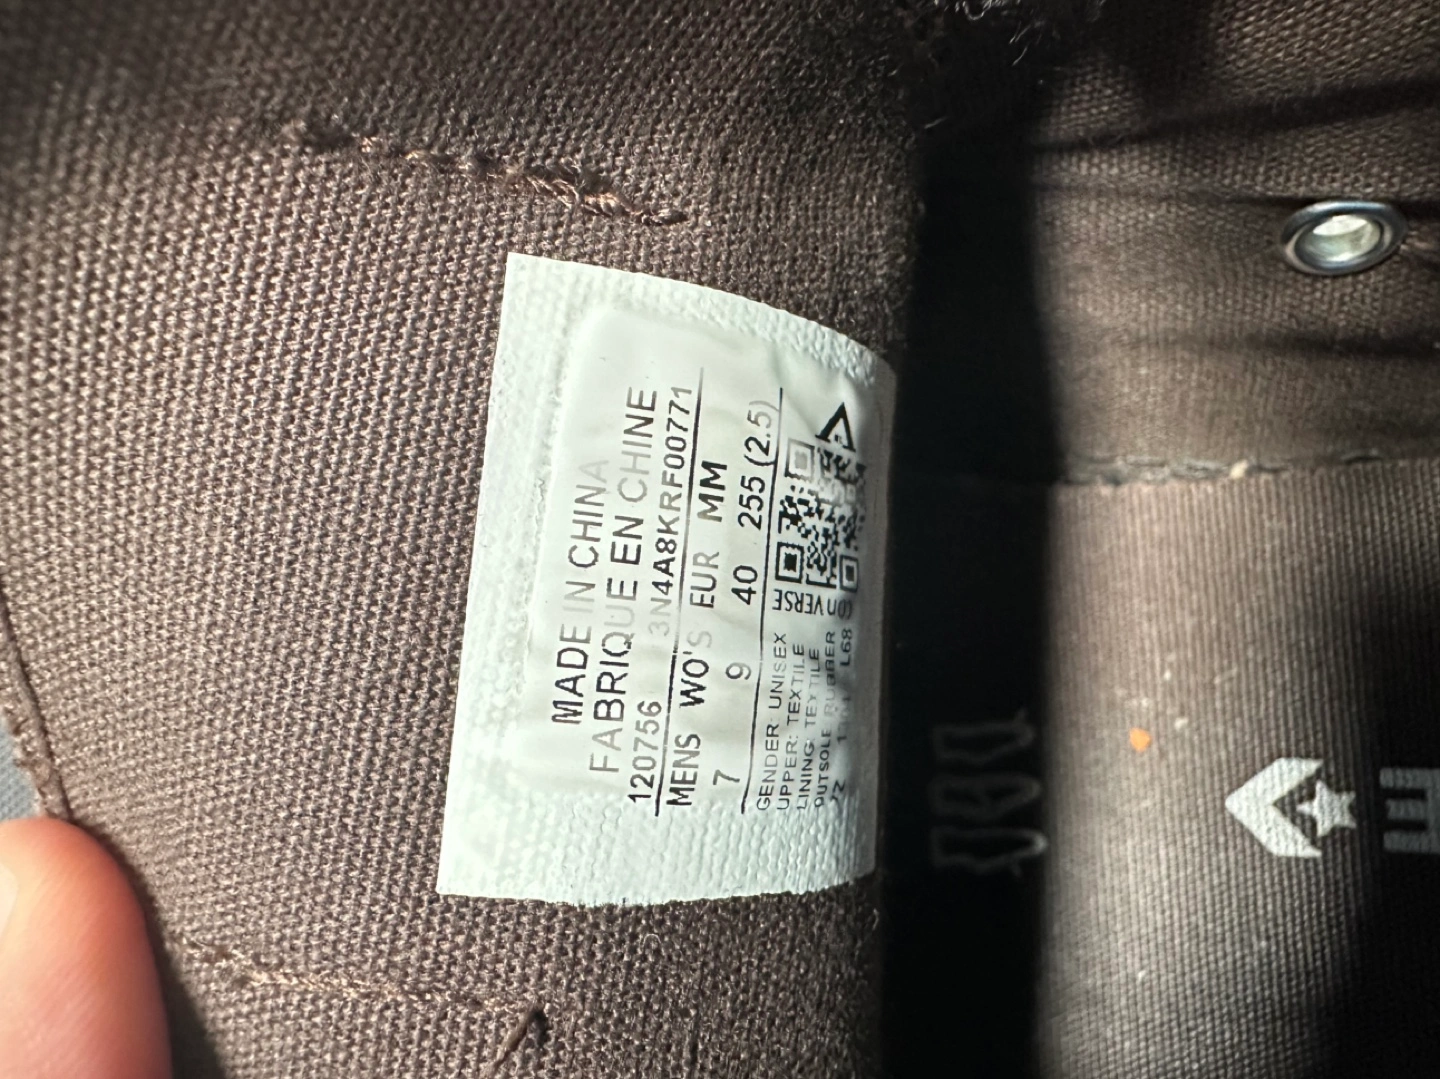 MADE IN CHINA
FABRIQUE EN CHINE
120756 3N4A8KRF00771
MENS WO'S EUR MM
7 9 40 255 (2.5)
GENDER: UNISEX
UPPER: TEXTILE
LINING: TEXTILE
OUTSOLE RUBBER
L68
CONVERSE